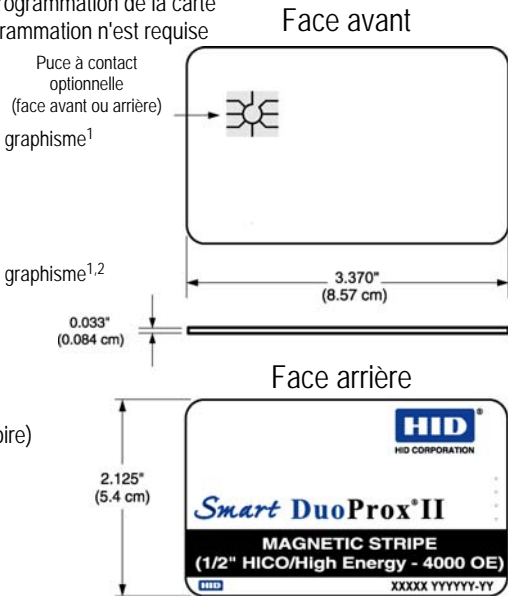 rogrammation de la carte
rammation n'est requise
Face avant
Puce à contact
optionnelle
(face avant ou arrière)
graphisme1
graphisme1,2
3.370"
(8.57 cm)
0.033"
(0.084 cm)
Face arrière
oire)
HID®
HID CORPORATION
2.125"
(5.4 cm)
Smart DuoProx®II
MAGNETIC STRIPE
(1/2" HICO/High Energy - 4000 OE)
HID
XXXXX YYYYYY-YY